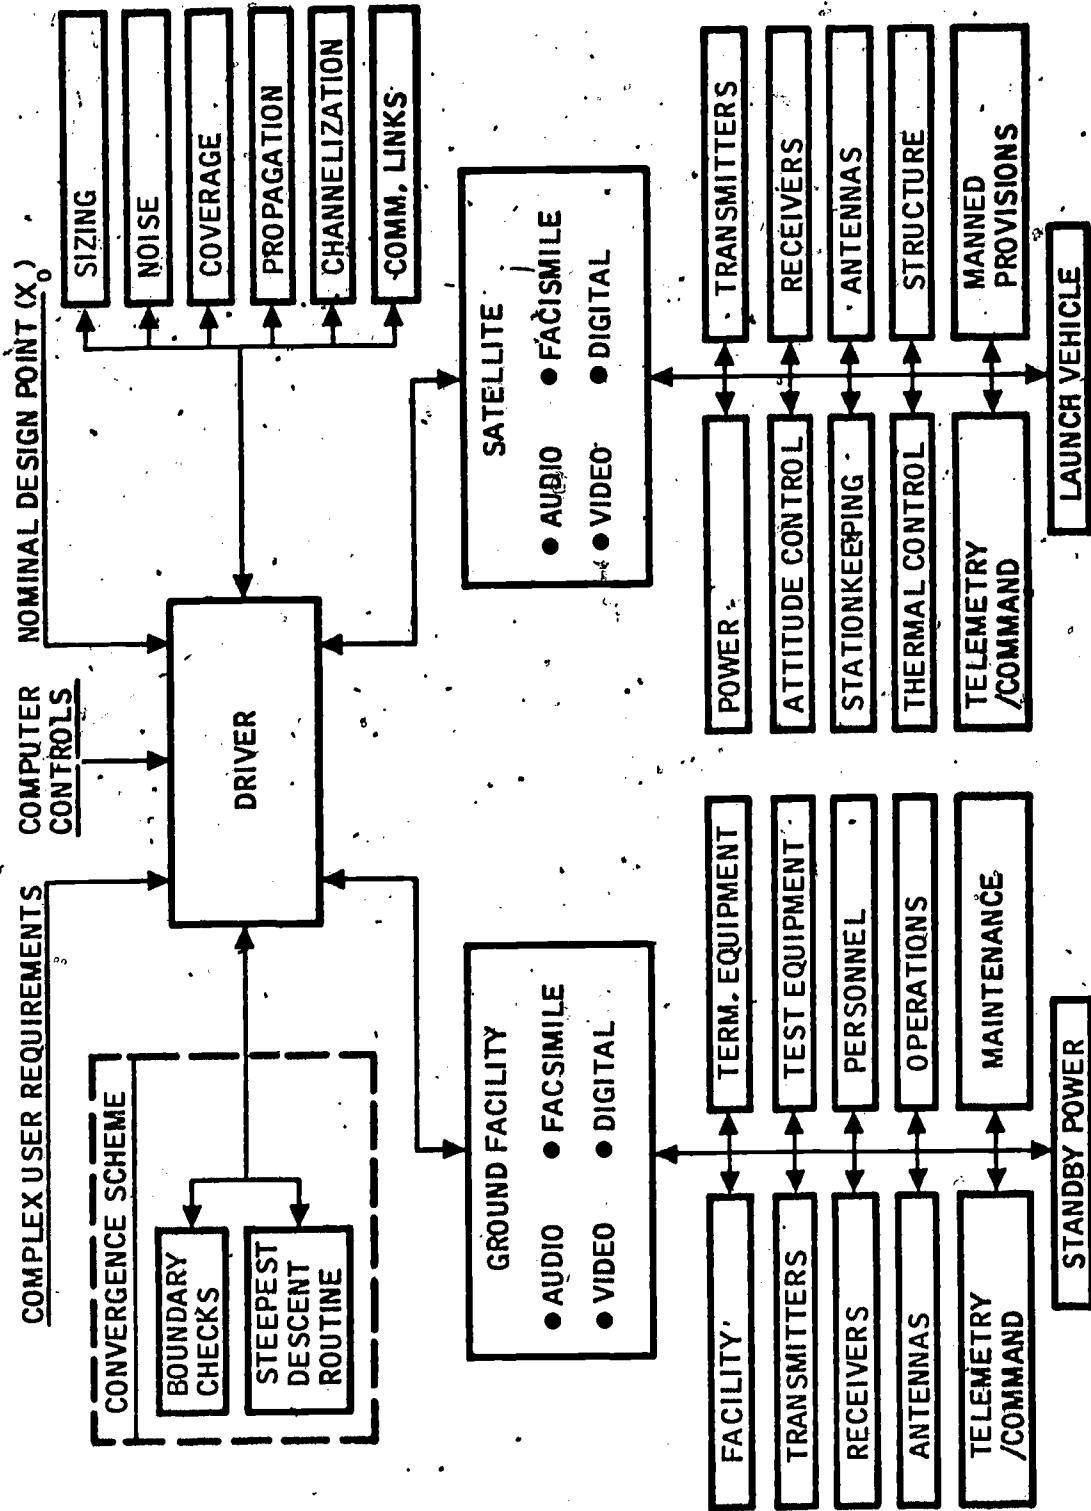 COMPLEX USER REQUIREMENTS
COMPUTER
CONTROLS
NOMINAL DESIGN POINT (X₀)
CONVERGENCE SCHEME
BOUNDARY
CHECKS
STEEPEST
DESCENT
ROUTINE
DRIVER
SIZING
NOISE
COVERAGE
PROPAGATION
CHANNELIZATION
COMM. LINKS
GROUND FACILITY
● AUDIO
● FACSIMILE
● VIDEO
● DIGITAL
SATELLITE
● AUDIO
● FACISMILE
● VIDEO
● DIGITAL
FACILITY
TERM. EQUIPMENT
TRANSMITTERS
TEST EQUIPMENT
RECEIVERS
PERSONNEL
ANTENNAS
OPERATIONS
TELEMETRY
/COMMAND
MAINTENANCE
STANDBY POWER
POWER
TRANSMITTERS
ATTITUDE CONTROL
RECEIVERS
STATIONKEEPING
ANTENNAS
THERMAL CONTROL
STRUCTURE
TELEMETRY
/COMMAND
MANNED
PROVISIONS
LAUNCH VEHICLE